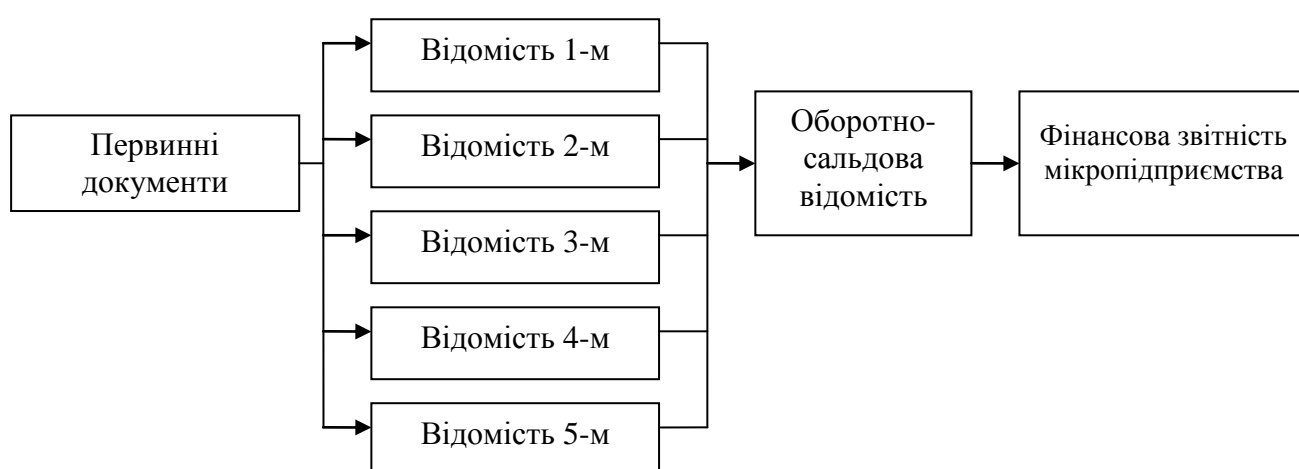 Первинні
документи
Відомість 1-м
Відомість 2-м
Відомість 3-м
Відомість 4-м
Відомість 5-м
Оборотно-
сальдова
відомість
Фінансова звітність
мікропідприємства